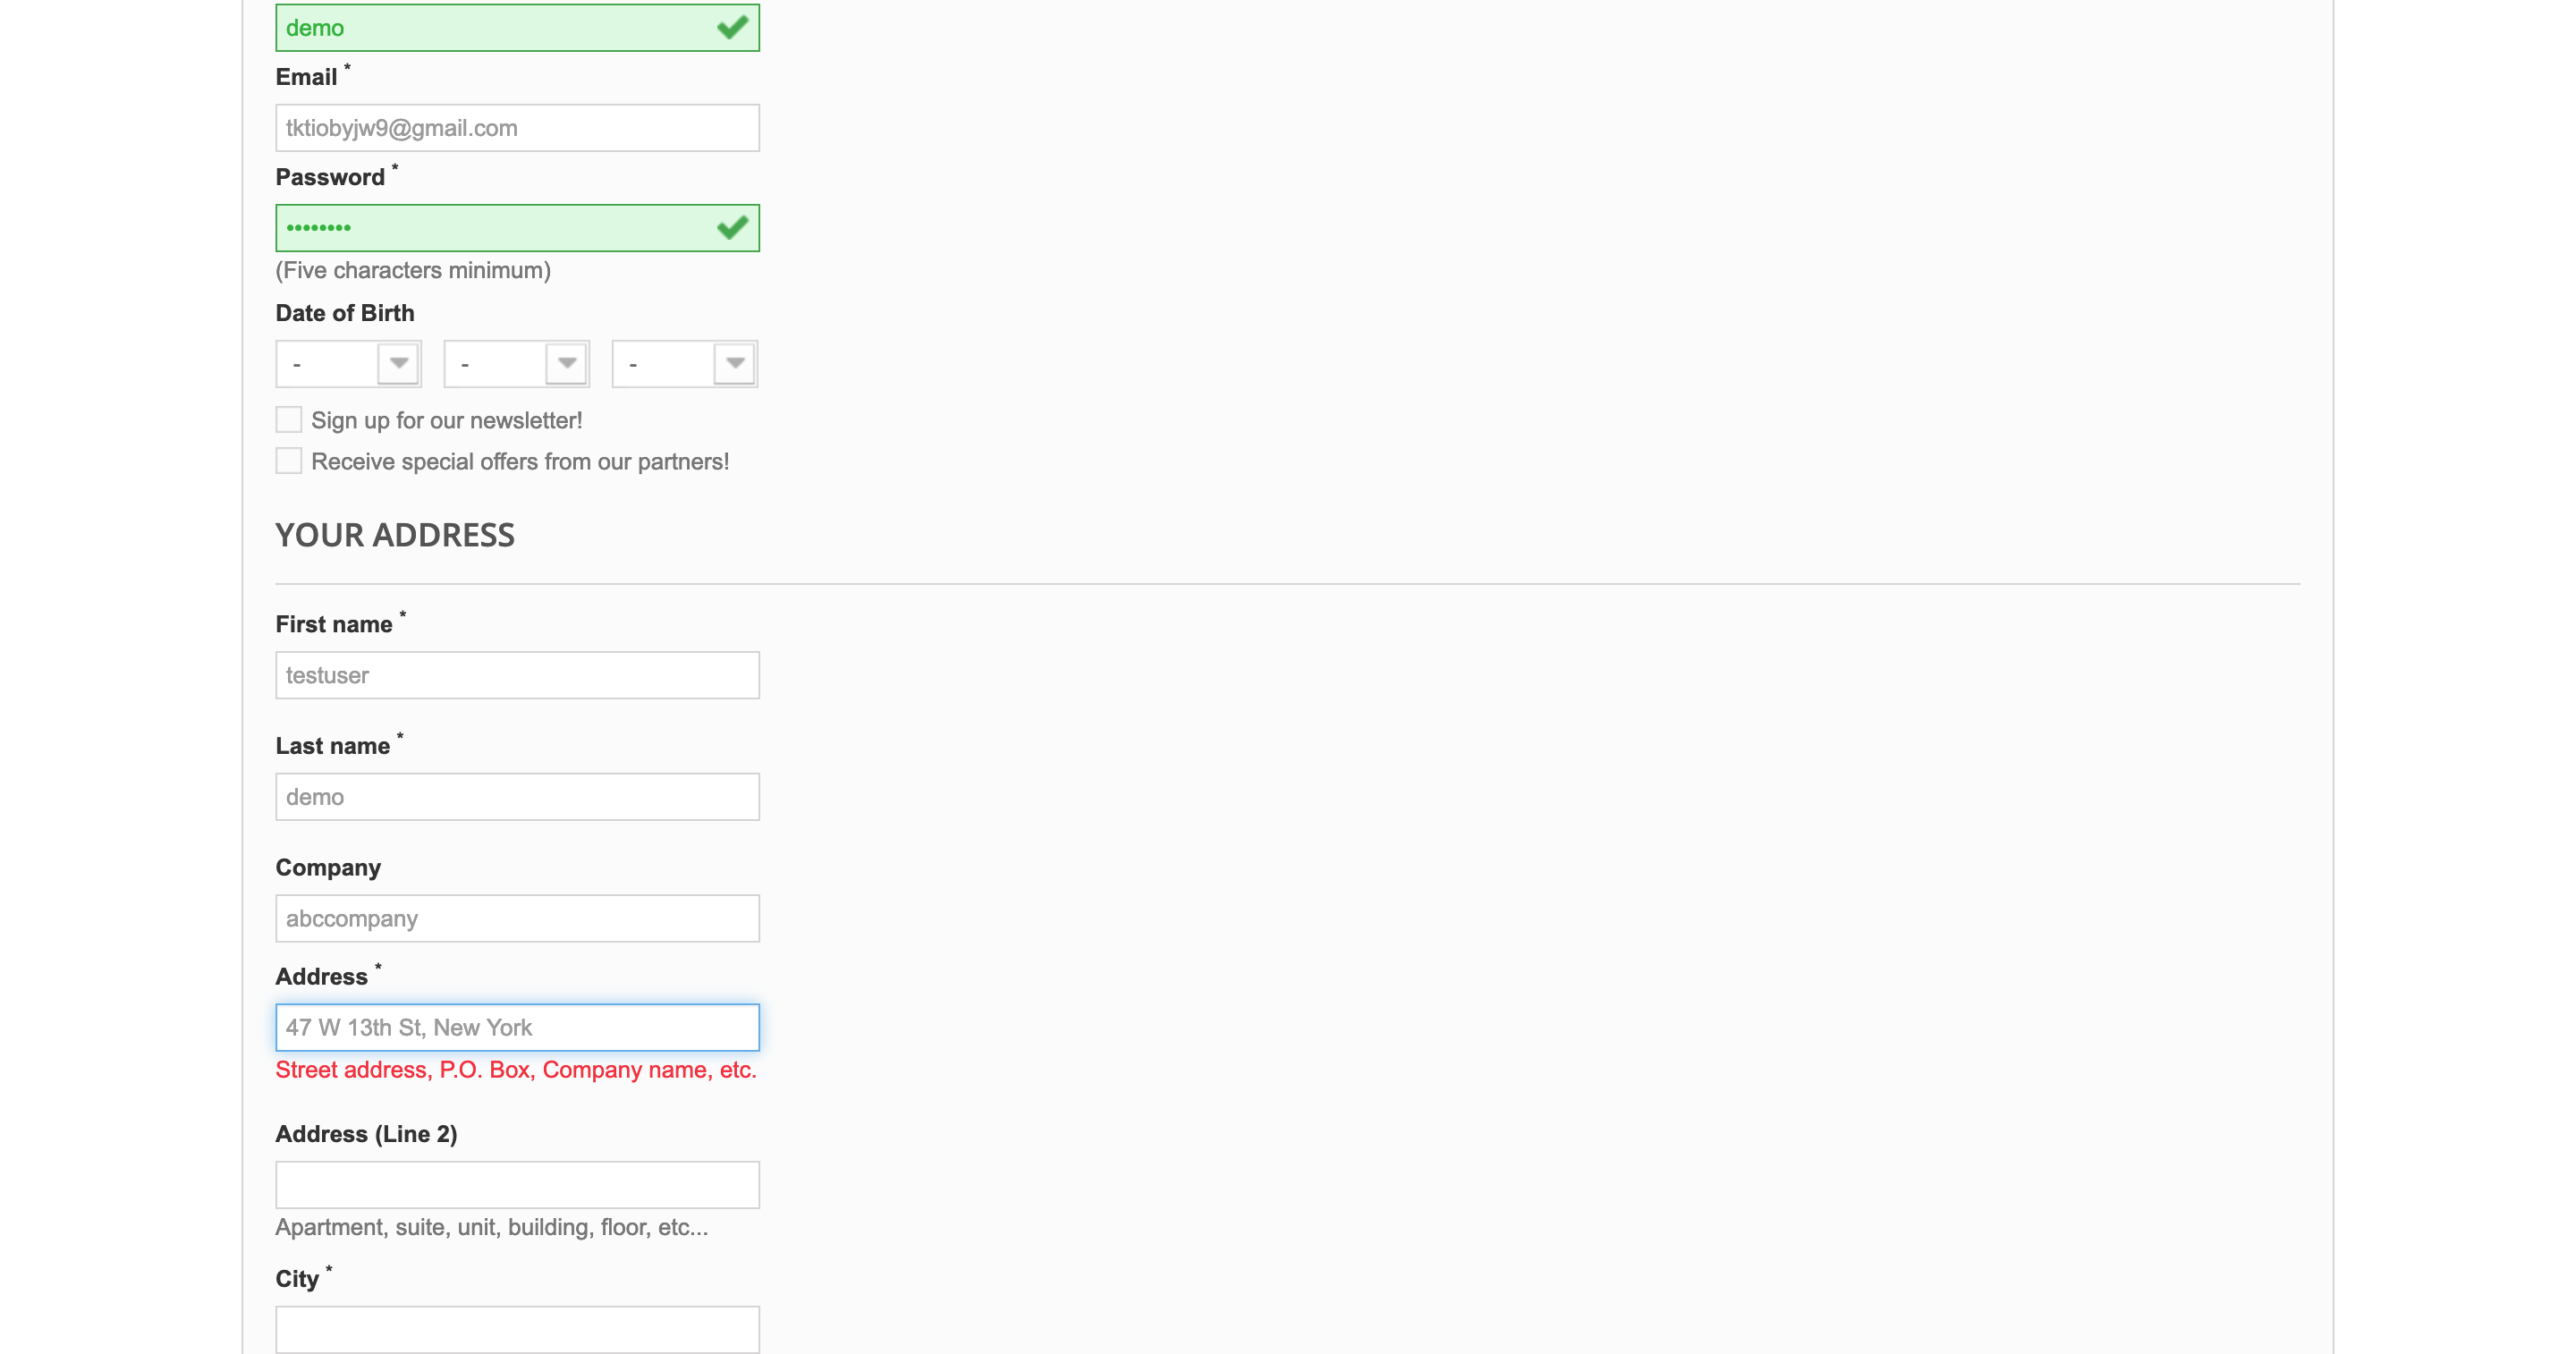 demo
Email *
tktiobyjw9@gmail.com
Password *
••••••••
(Five characters minimum)
Date of Birth
- - -
Sign up for our newsletter!
Receive special offers from our partners!
YOUR ADDRESS
First name *
testuser
Last name *
demo
Company
abccompany
Address *
47 W 13th St, New York
Street address, P.O. Box, Company name, etc.
Address (Line 2)
Apartment, suite, unit, building, floor, etc...
City *